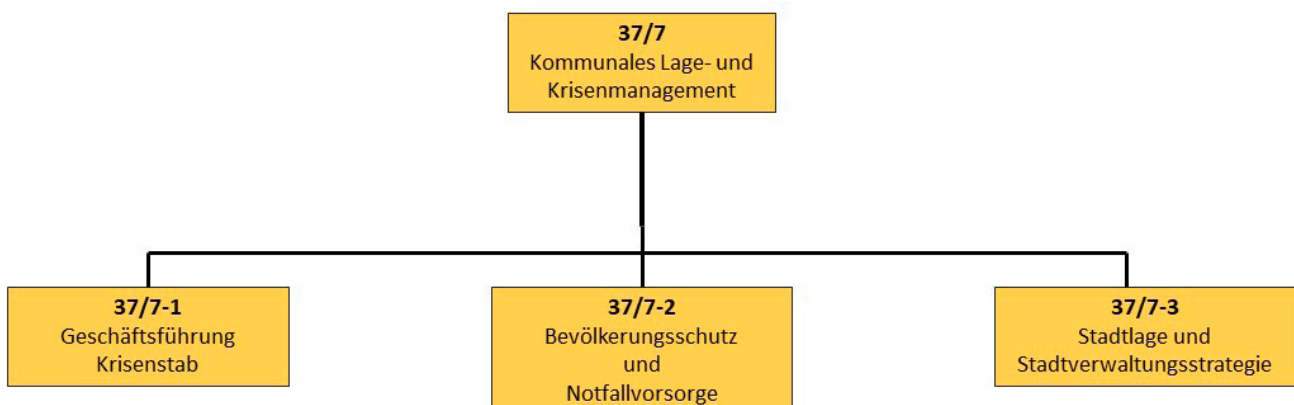 37/7
Kommunales Lage- und
Krisenmanagement
37/7-1
Geschäftsführung
Krisenstab
37/7-2
Bevölkerungsschutz
und
Notfallvorsorge
37/7-3
Stadtlage und
Stadtverwaltungsstrategie